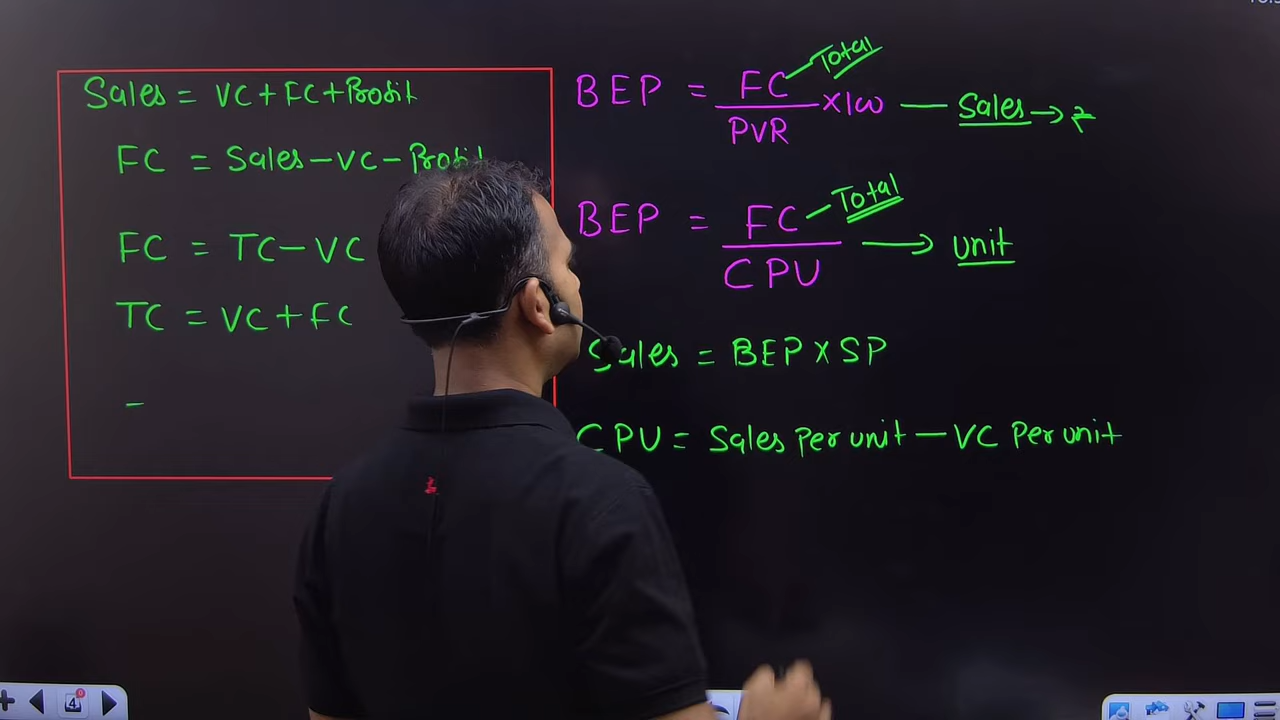 Sales = VC + FC + Profit
FC = Sales - VC - Profit
FC = TC - VC
TC = VC + FC
-
BEP = FC / PVR × 100 — Sales → ₹
Total
BEP = FC / CPU → unit
Total
Sales = BEP × SP
CPU = Sales Per unit - VC Per unit
4